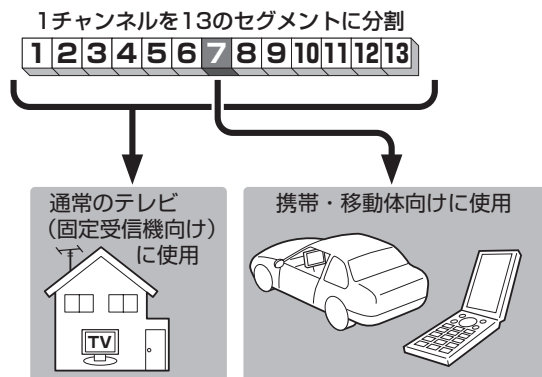 1チャンネルを13のセグメントに分割
1 2 3 4 5 6 7 8 9 10 11 12 13
通常のテレビ
（固定受信機向け）
に使用
TV
携帯・移動体向けに使用